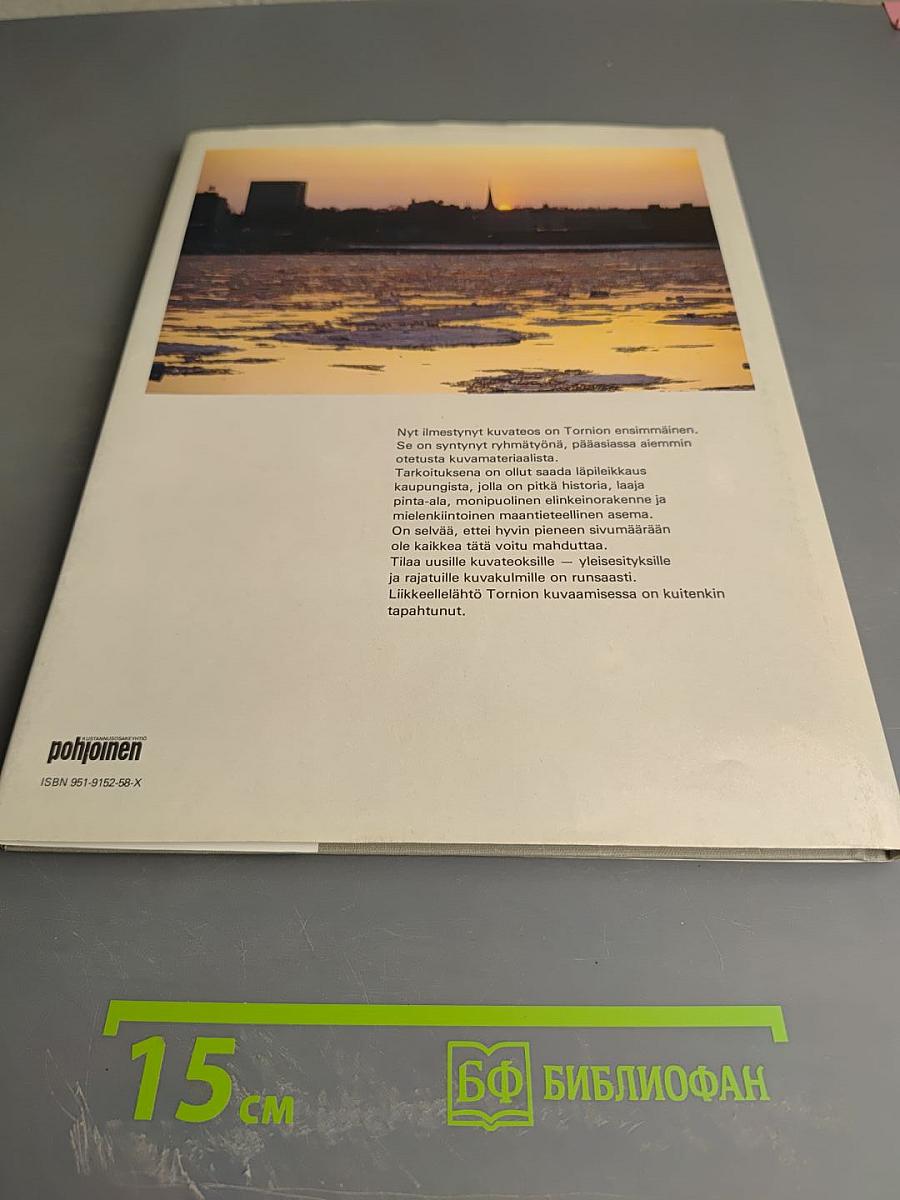 Nyt ilmestynyt kuvateos on Tornion ensimmäinen.
Se on syntynyt ryhmätyönä, pääasiassa aiemmin
otetusta kuvamateriaalista.
Tarkoituksena on ollut saada läpileikkaus
kaupungista, jolla on pitkä historia, laaja
pinta-ala, monipuolinen elinkeinorakenne ja
mielenkiintoinen maantieteellinen asema.
On selvää, ettei hyvin pieneen sivumäärään
ole kaikkea tätä voitu mahduttaa.
Tilaa uusille kuvateoksille — yleisesityksille
ja rajatuille kuvakulmille on runsaasti.
Liikkeellelähtö Tornion kuvaamisessa on kuitenkin
tapahtunut.
KUSTANNUSOSAKEYHTIÖ
pohjoinen
ISBN 951-9152-58-X
15 см
БФ БИБЛИОФАН